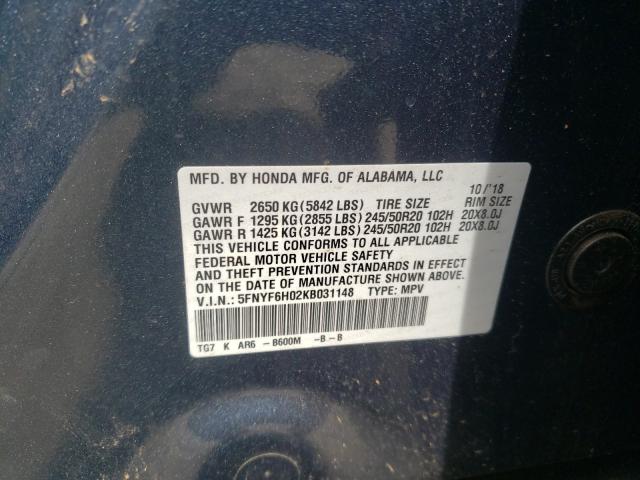 MFD. BY HONDA MFG. OF ALABAMA, LLC 10/'18
GVWR 2650 KG (5842 LBS) TIRE SIZE RIM SIZE
GAWR F 1295 KG (2855 LBS) 245/50R20 102H 20X8.0J
GAWR R 1425 KG (3142 LBS) 245/50R20 102H 20X8.0J
THIS VEHICLE CONFORMS TO ALL APPLICABLE
FEDERAL MOTOR VEHICLE SAFETY
AND THEFT PREVENTION STANDARDS IN EFFECT
ON THE DATE OF MANUFACTURE SHOWN ABOVE.
V.I.N.: 5FNYF6H02KB031148 TYPE: MPV
TG7 K AR6 -B600M -B-B